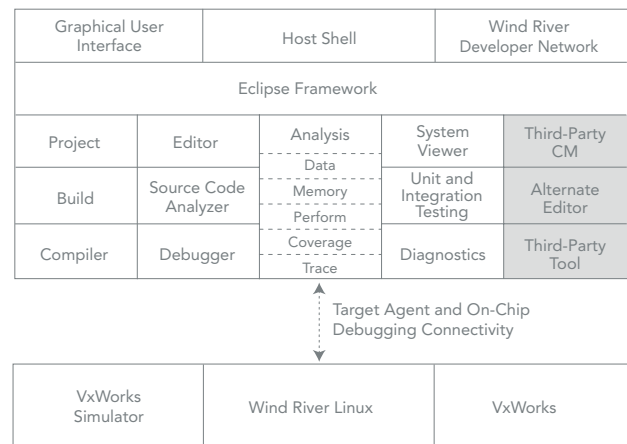 Graphical User
Interface
Host Shell
Wind River
Developer Network
Eclipse Framework
Project
Editor
Analysis
System
Viewer
Third-Party
CM
Data
Build
Source Code
Analyzer
Memory
Perform
Unit and
Integration
Testing
Alternate
Editor
Compiler
Debugger
Coverage
Trace
Diagnostics
Third-Party
Tool
Target Agent and On-Chip
Debugging Connectivity
VxWorks
Simulator
Wind River Linux
VxWorks